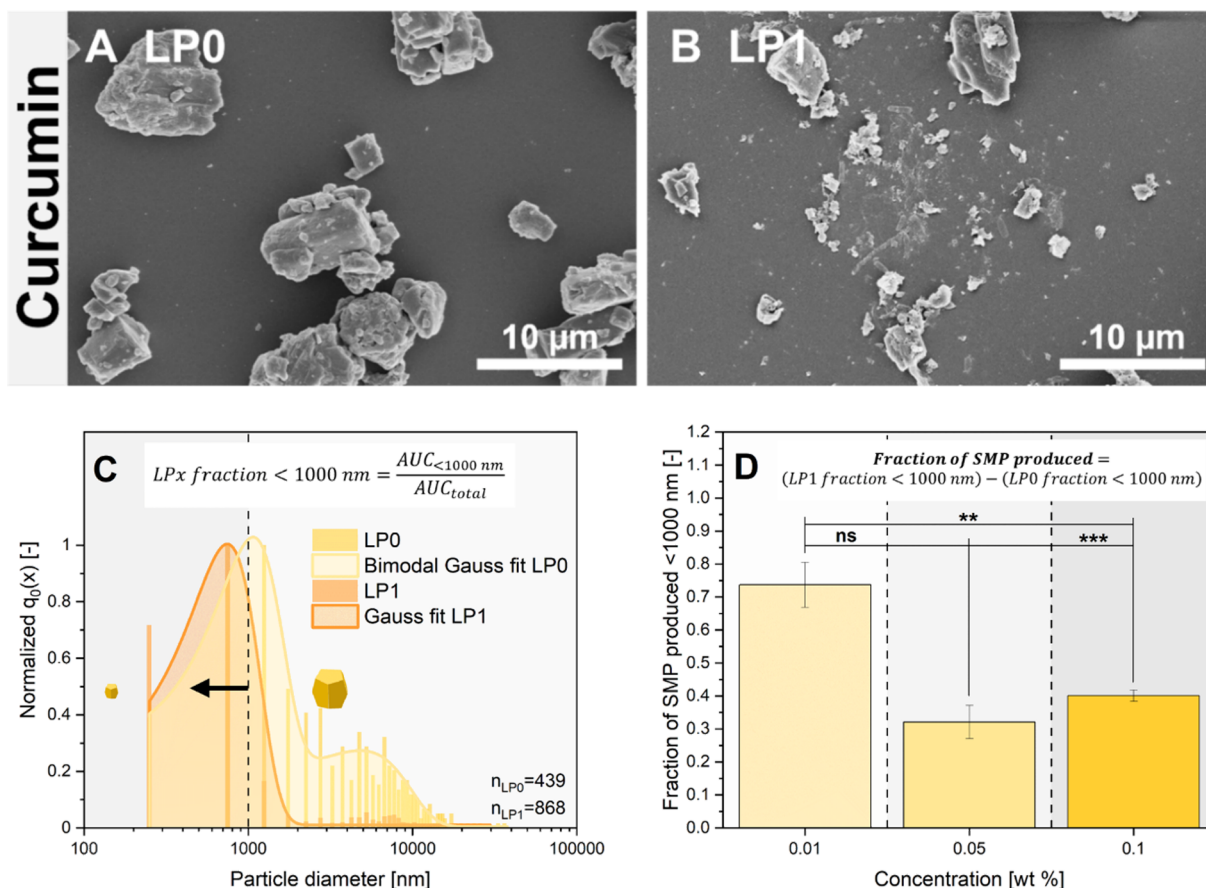 Curcumin
A LP0
10 µm
B LP1
10 µm
C
LPx fraction < 1000 nm = AUC<1000 nm / AUCtotal
LP0
Bimodal Gauss fit LP0
LP1
Gauss fit LP1
nLP0=439
nLP1=868
Normalized q0(x) [-]
1
0.8
0.6
0.4
0.2
0
100
1000
10000
100000
Particle diameter [nm]
D
Fraction of SMP produced =
(LP1 fraction < 1000 nm) − (LP0 fraction < 1000 nm)
**
ns
***
Fraction of SMP produced <1000 nm [-]
1.2
1.1
1.0
0.9
0.8
0.7
0.6
0.5
0.4
0.3
0.2
0.1
0.0
0.01
0.05
0.1
Concentration [wt %]